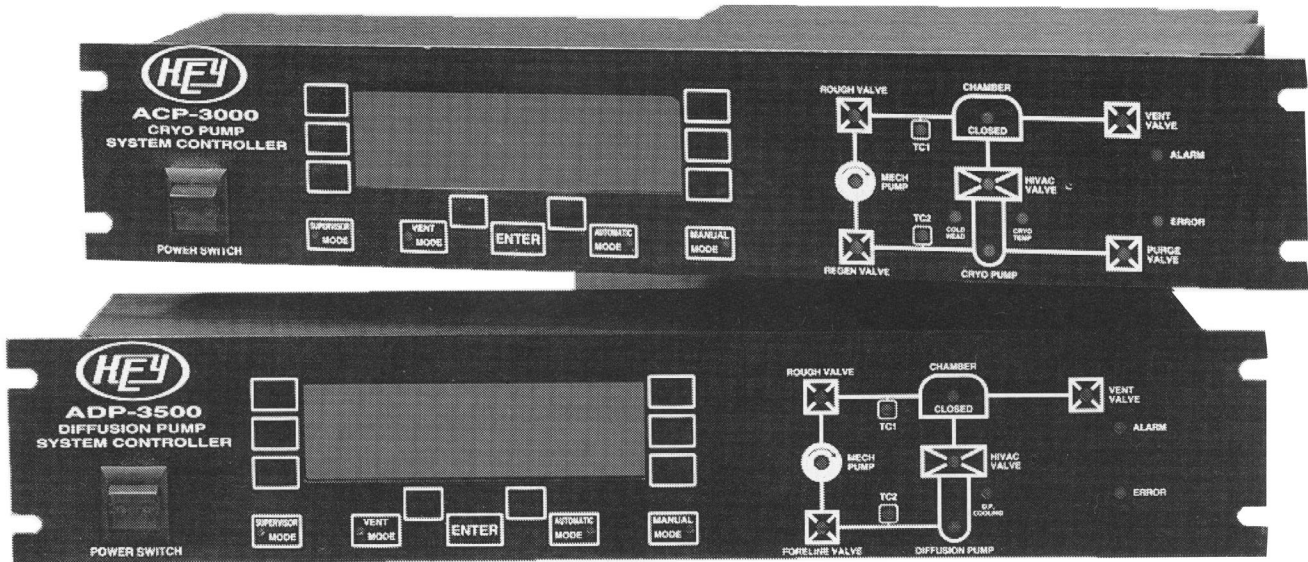 HEY
ACP-3000
CRYO PUMP
SYSTEM CONTROLLER
POWER SWITCH
SUPERVISOR
MODE
VENT
MODE
ENTER
AUTOMATIC
MODE
MANUAL
MODE
ROUGH VALVE
CHAMBER
CLOSED
VENT
VALVE
TC1
ALARM
MECH
PUMP
HIVAC
VALVE
TC2
COLD
HEAD
CRYO
TEMP
ERROR
REGEN VALVE
CRYO PUMP
PURGE
VALVE
HEY
ADP-3500
DIFFUSION PUMP
SYSTEM CONTROLLER
POWER SWITCH
SUPERVISOR
MODE
VENT
MODE
ENTER
AUTOMATIC
MODE
MANUAL
MODE
ROUGH VALVE
CHAMBER
CLOSED
VENT
VALVE
TC1
ALARM
MECH
PUMP
HIVAC
VALVE
TC2
D.P.
COOLING
ERROR
FORELINE VALVE
DIFFUSION PUMP